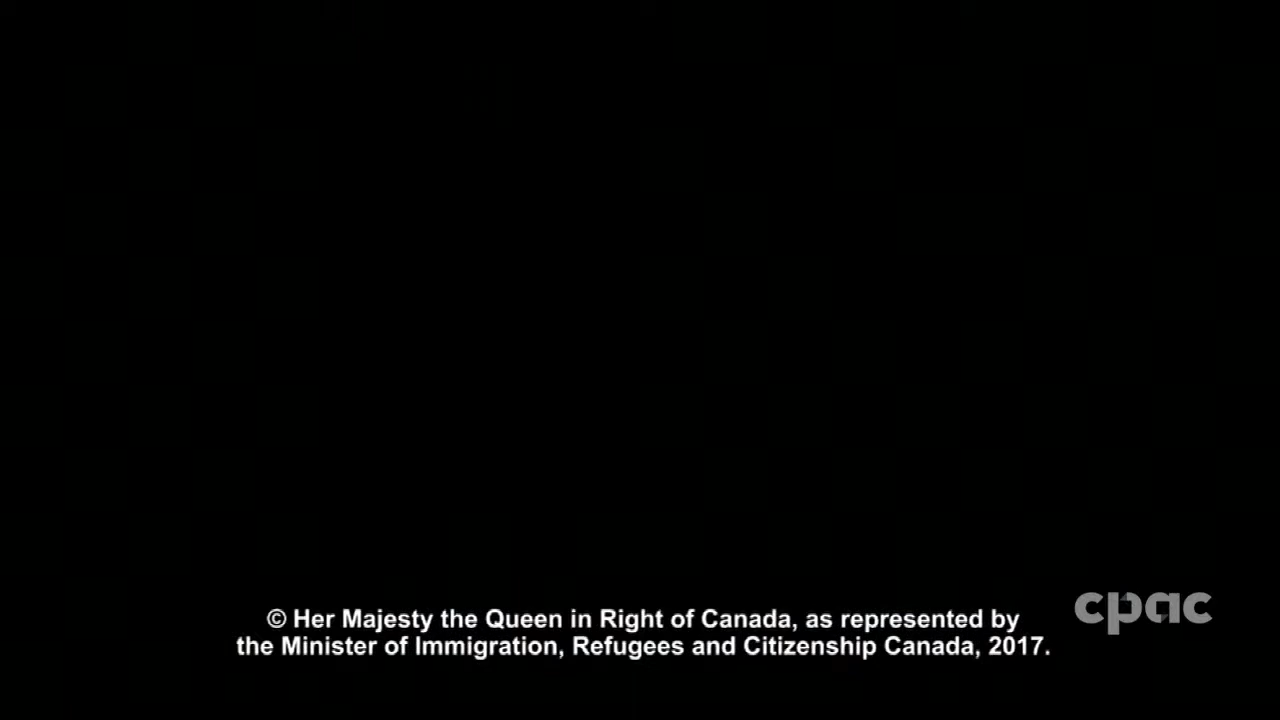 © Her Majesty the Queen in Right of Canada, as represented by
the Minister of Immigration, Refugees and Citizenship Canada, 2017.
cpac